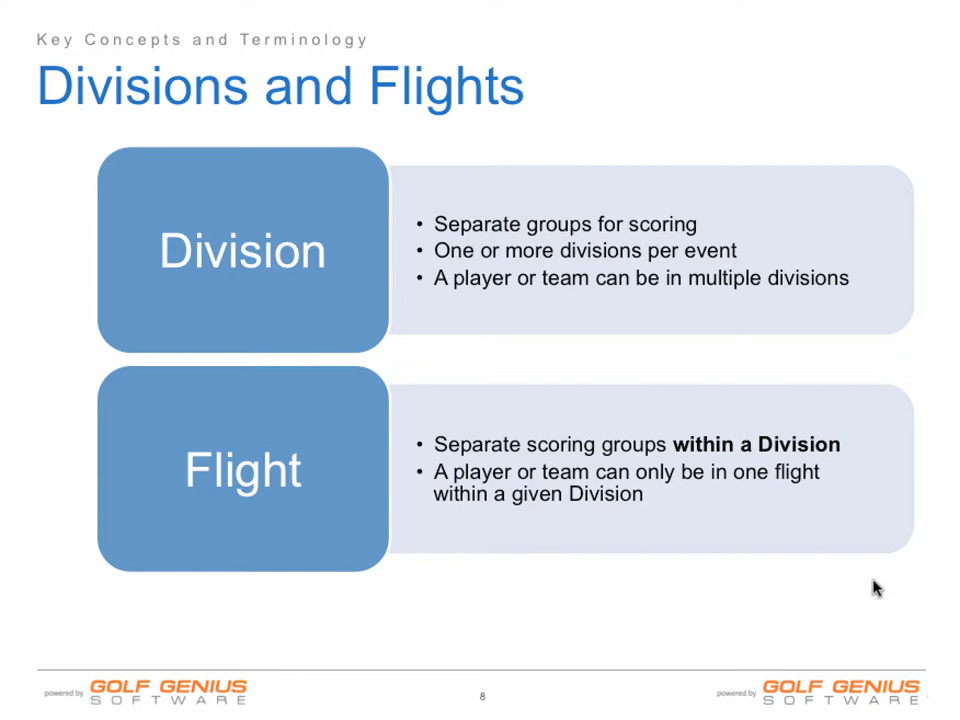 Key Concepts and Terminology
Divisions and Flights
Division
• Separate groups for scoring
• One or more divisions per event
• A player or team can be in multiple divisions
Flight
• Separate scoring groups within a Division
• A player or team can only be in one flight
within a given Division
powered by GOLF GENIUS
SOFTWARE
8
powered by GOLF GENIUS
SOFTWARE